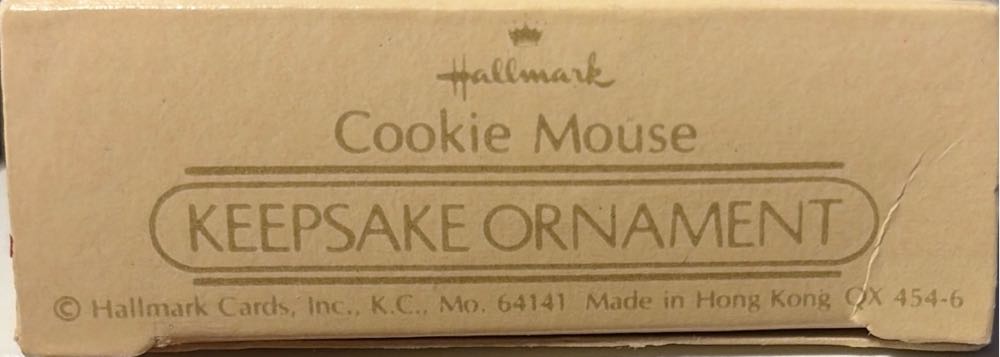 Hallmark
Cookie Mouse
KEEPSAKE ORNAMENT
© Hallmark Cards, Inc., K.C., Mo. 64141 Made in Hong Kong QX 454-6